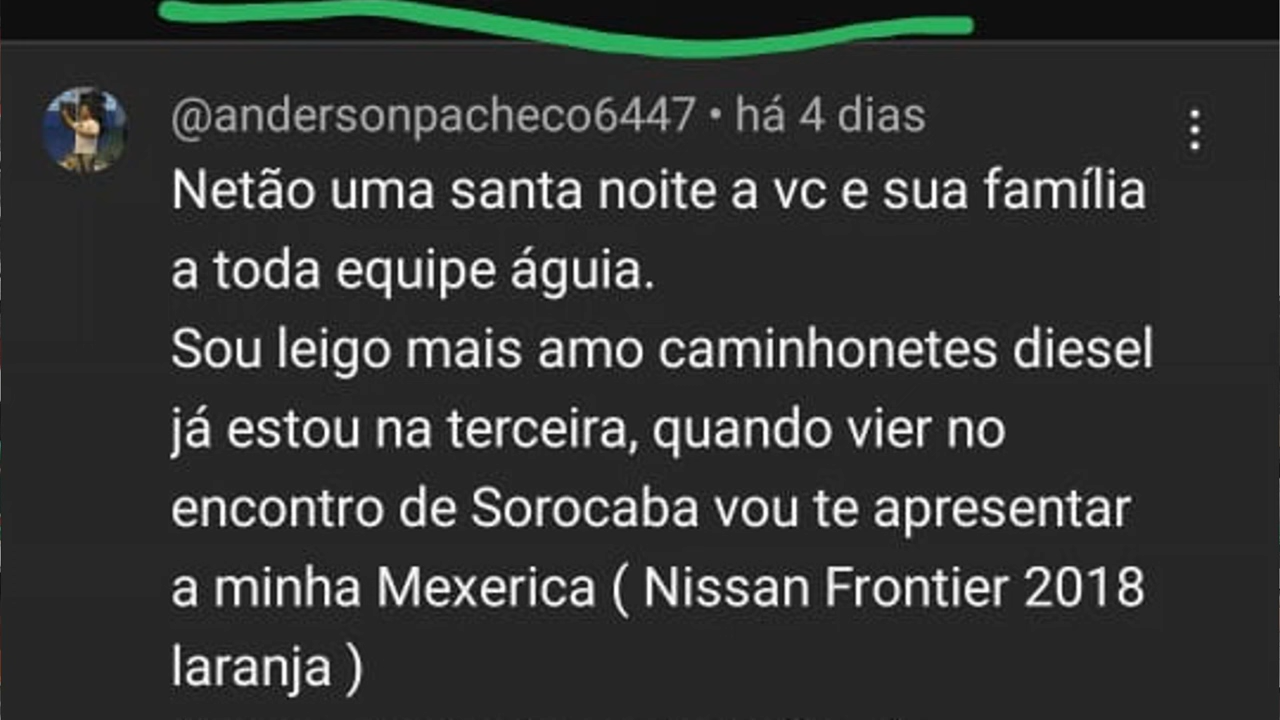 @andersonpacheco6447 • há 4 dias
Netão uma santa noite a vc e sua família
a toda equipe águia.
Sou leigo mais amo caminhonetes diesel
já estou na terceira, quando vier no
encontro de Sorocaba vou te apresentar
a minha Mexerica ( Nissan Frontier 2018
laranja )